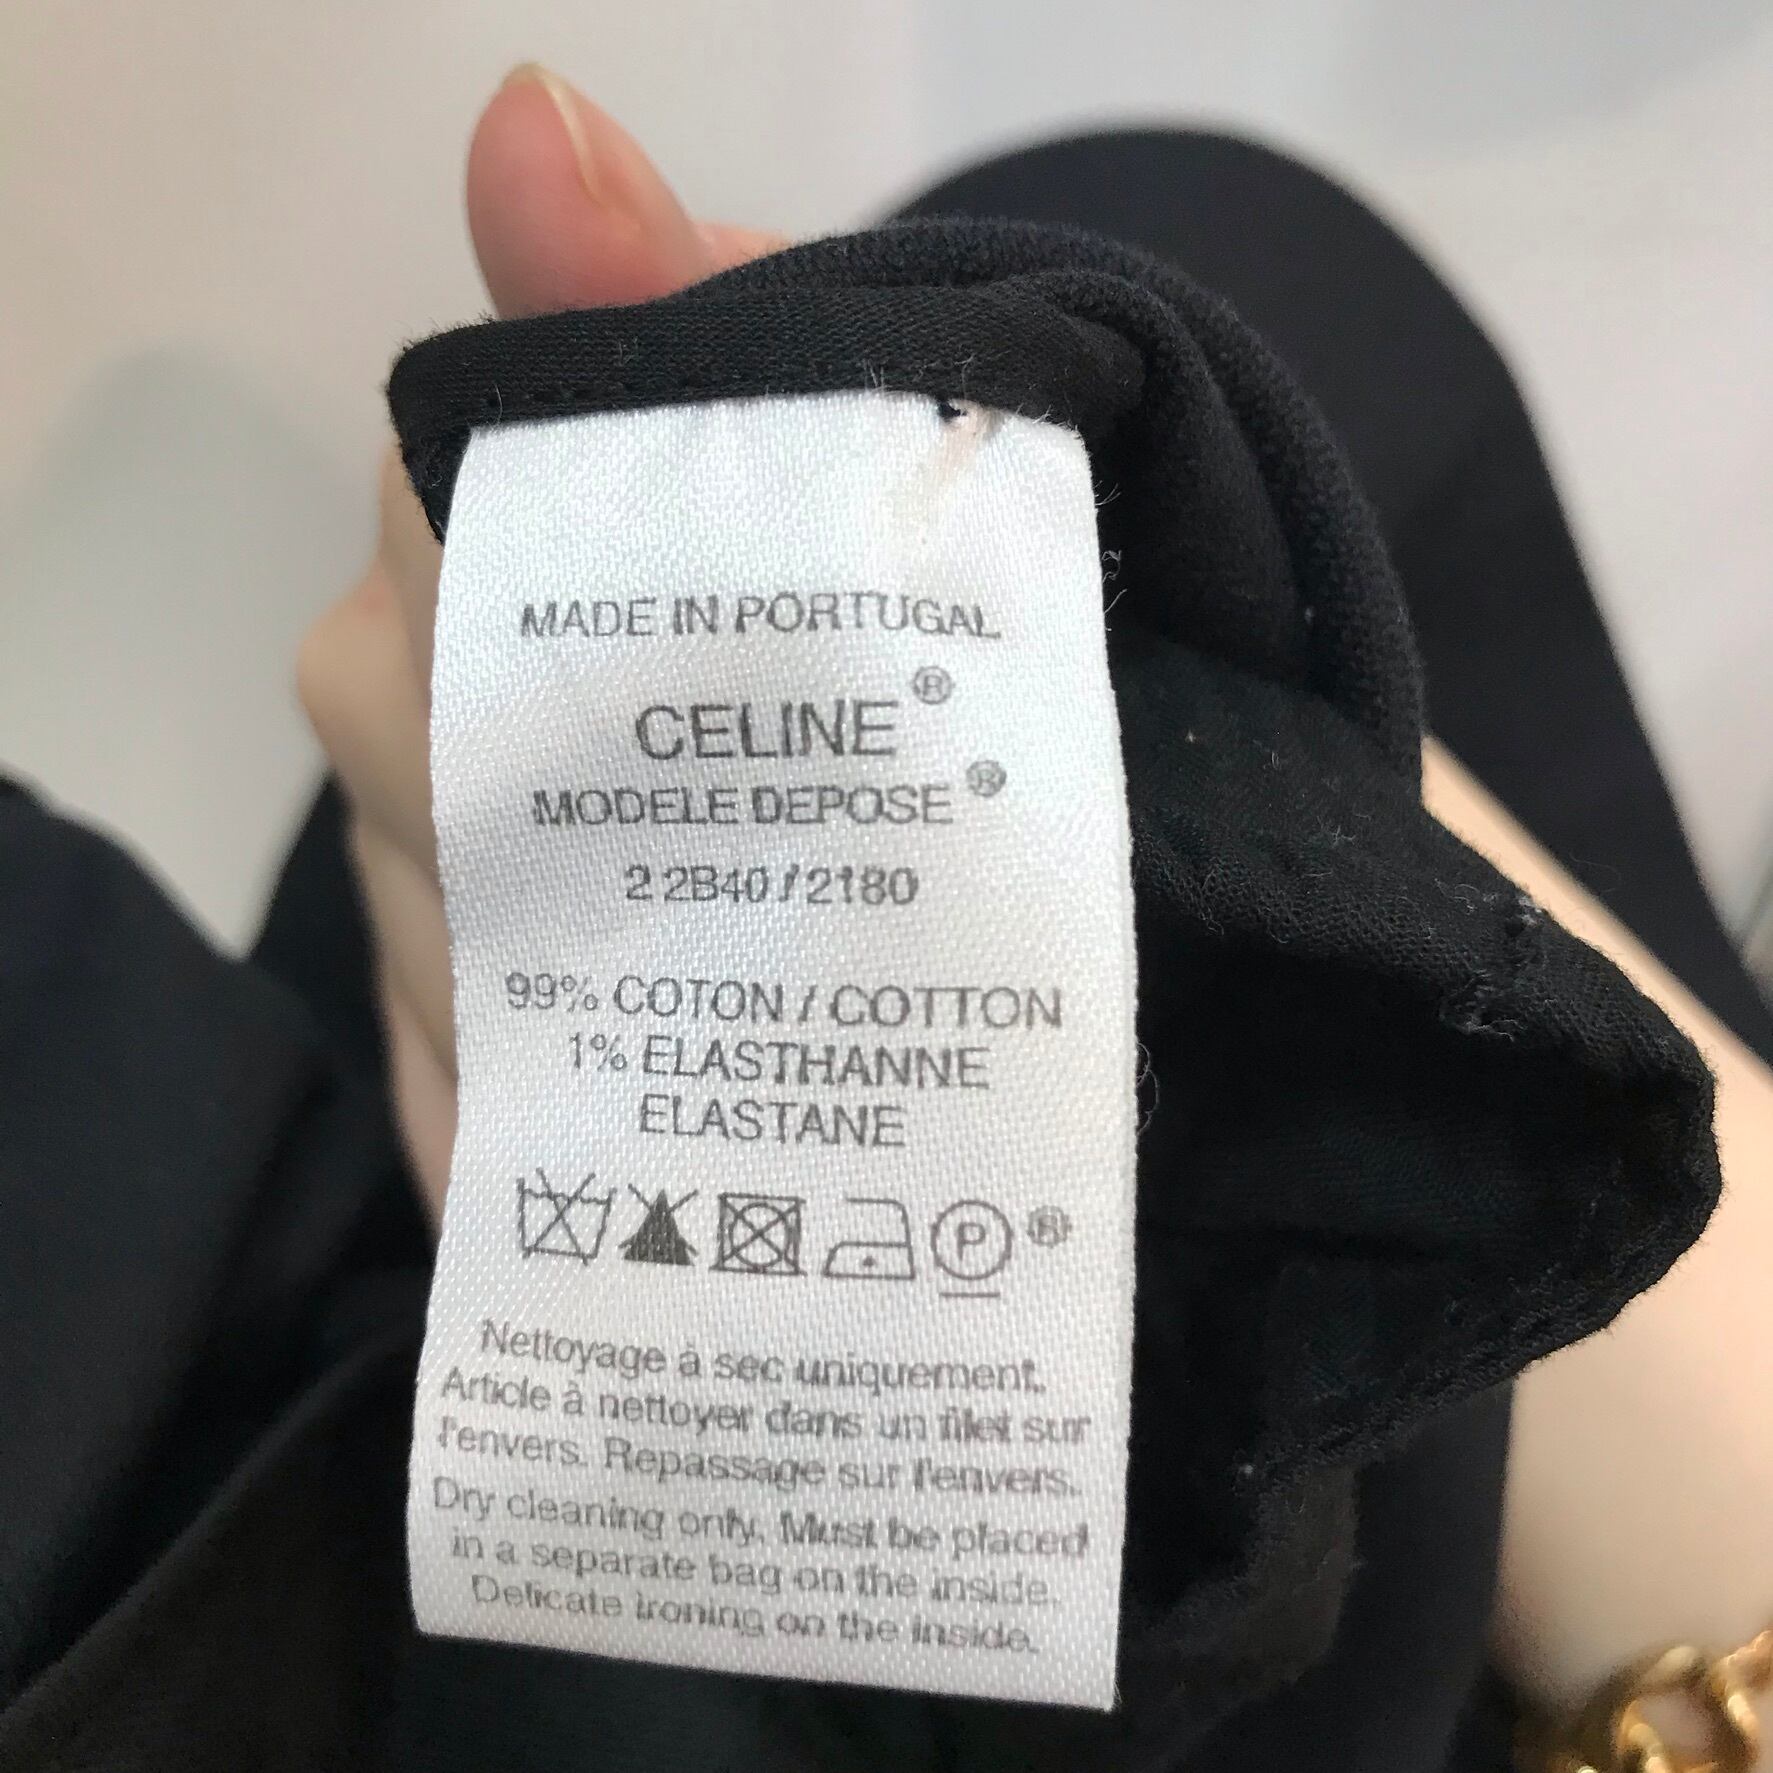 MADE IN PORTUGAL
CELINE®
MODELE DEPOSE®
2 2B40 / 2180
99% COTON / COTTON
1% ELASTHANNE
ELASTANE
P ®
Nettoyage à sec uniquement.
Article à nettoyer dans un filet sur
l'envers. Repassage sur l'envers.
Dry cleaning only. Must be placed
in a separate bag on the inside.
Delicate ironing on the inside.